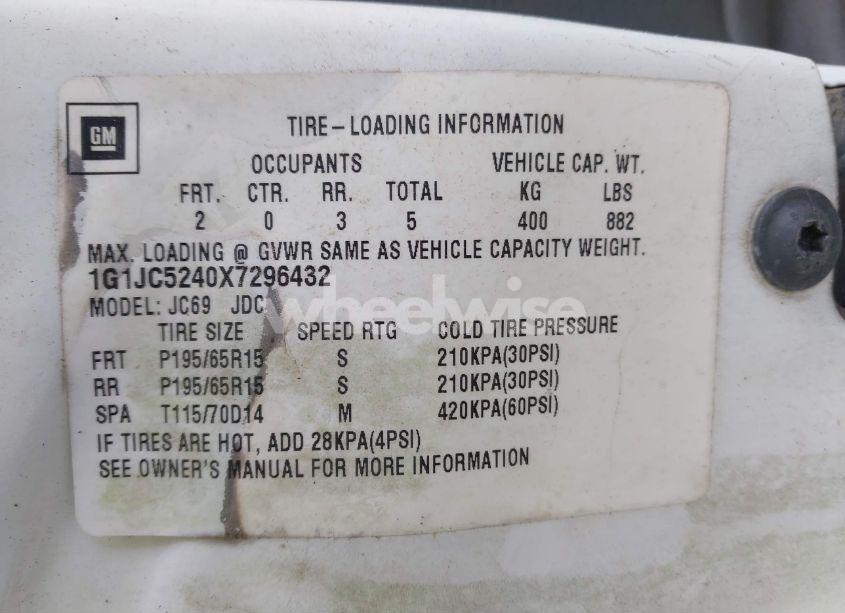 GM
TIRE-LOADING INFORMATION
OCCUPANTS VEHICLE CAP. WT.
FRT. CTR. RR. TOTAL KG LBS
2 0 3 5 400 882
MAX. LOADING @ GVWR SAME AS VEHICLE CAPACITY WEIGHT.
1G1JC5240X7296432
MODEL: JC69 JDC
wheelwise
TIRE SIZE SPEED RTG COLD TIRE PRESSURE
FRT P195/65R15 S 210KPA(30PSI)
RR P195/65R15 S 210KPA(30PSI)
SPA T115/70D14 M 420KPA(60PSI)
IF TIRES ARE HOT, ADD 28KPA(4PSI)
SEE OWNER'S MANUAL FOR MORE INFORMATION